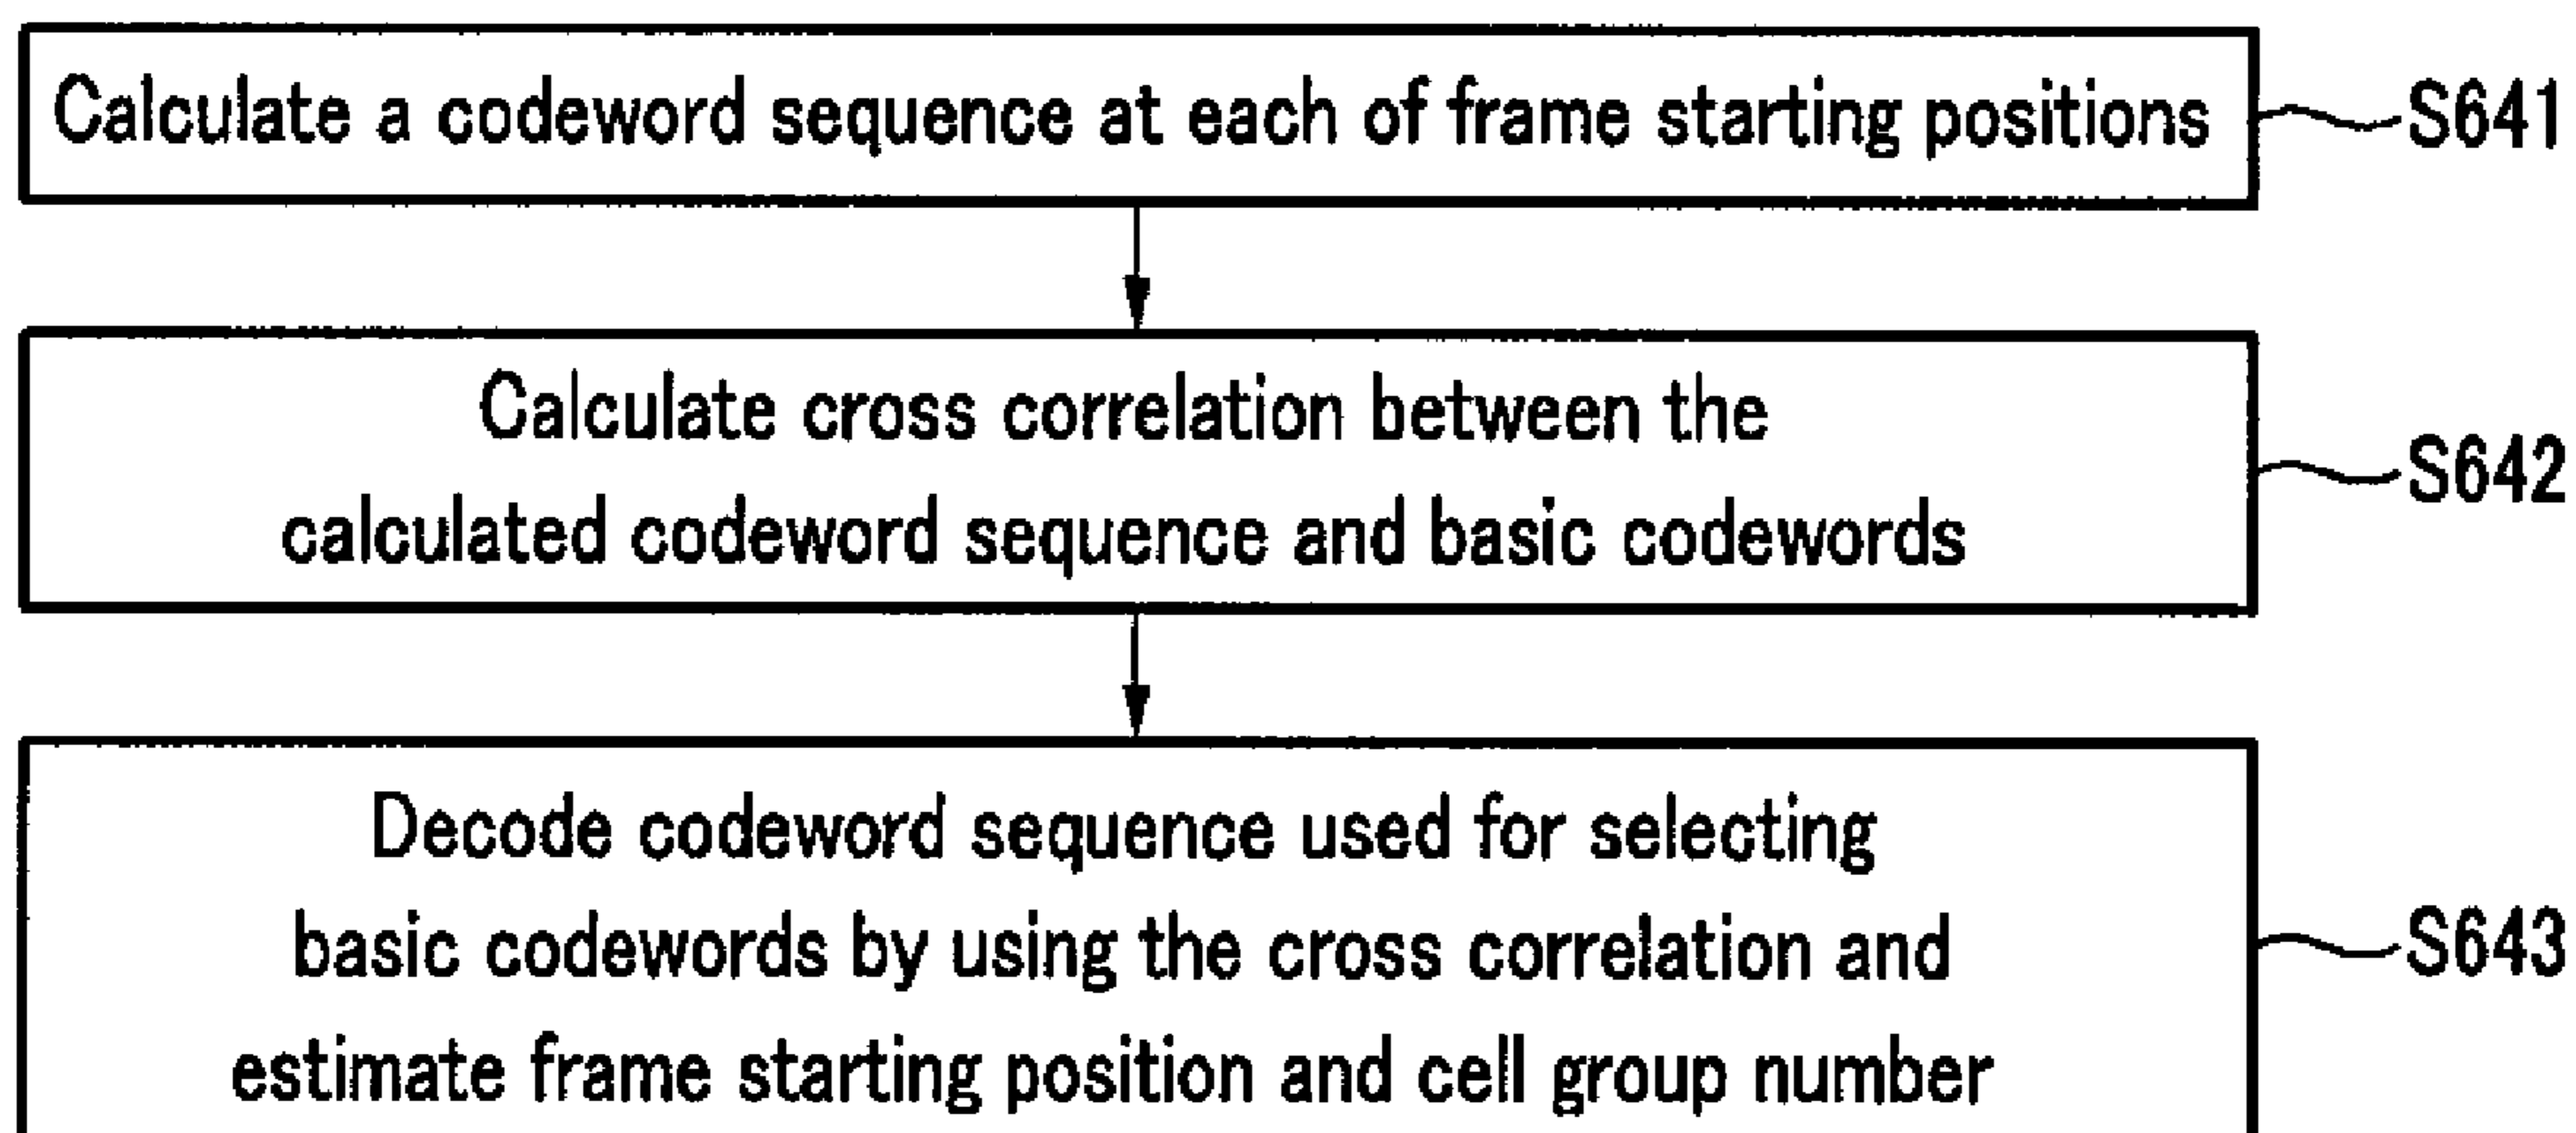 Calculate a codeword sequence at each of frame starting positions
S641
Calculate cross correlation between the
calculated codeword sequence and basic codewords
S642
Decode codeword sequence used for selecting
basic codewords by using the cross correlation and
estimate frame starting position and cell group number
S643